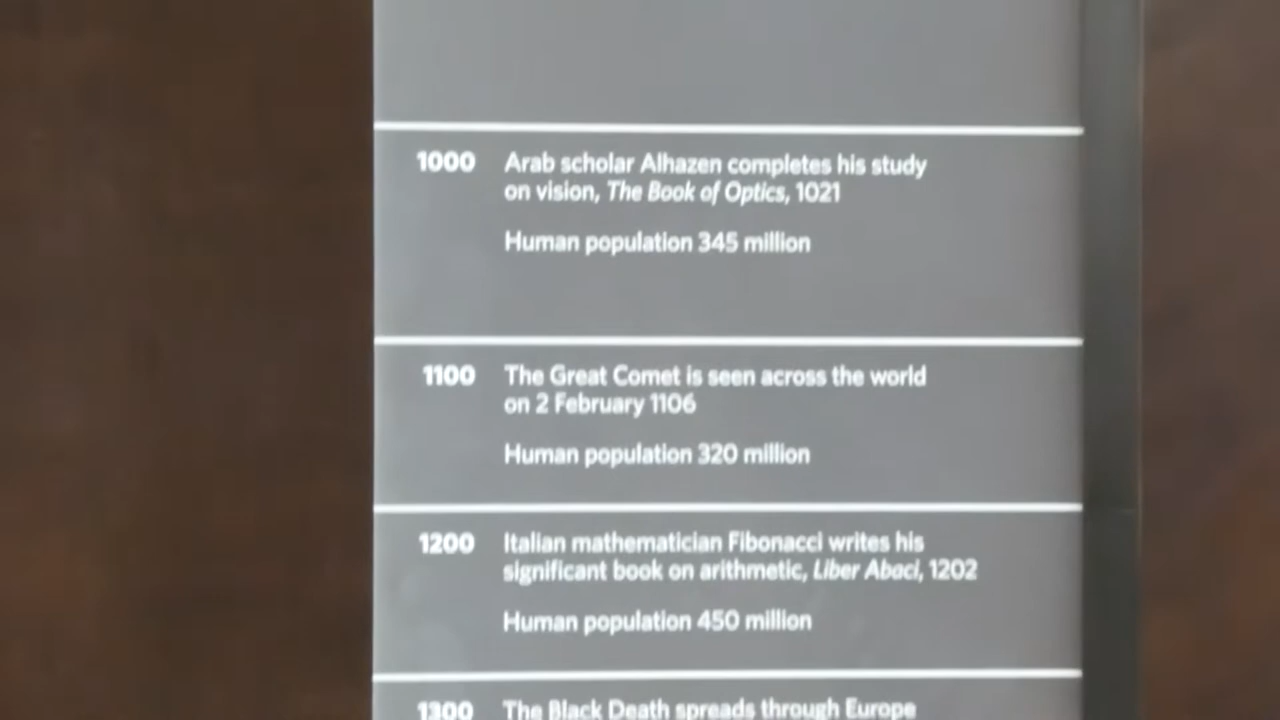 1000 Arab scholar Alhazen completes his study
on vision, The Book of Optics, 1021
Human population 345 million
1100 The Great Comet is seen across the world
on 2 February 1106
Human population 320 million
1200 Italian mathematician Fibonacci writes his
significant book on arithmetic, Liber Abaci, 1202
Human population 450 million
1300 The Black Death spreads through Europe